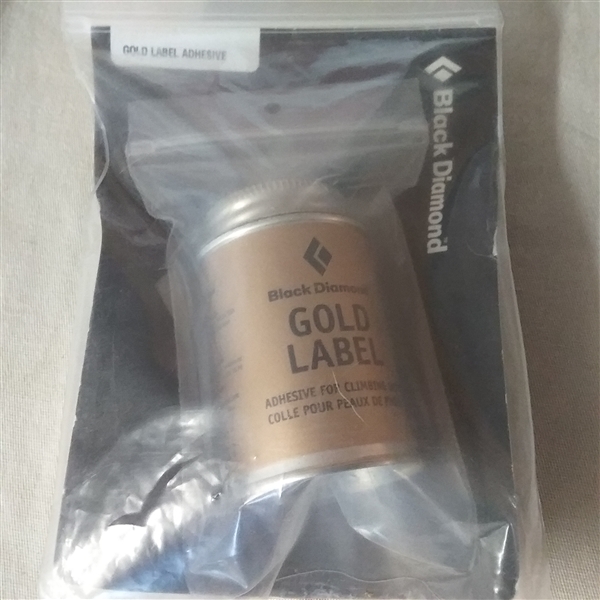 GOLD LABEL ADHESIVE
Black Diamond
Black Diamond
GOLD
LABEL
ADHESIVE FOR CLIMBING
COLLE POUR PEAUX DE